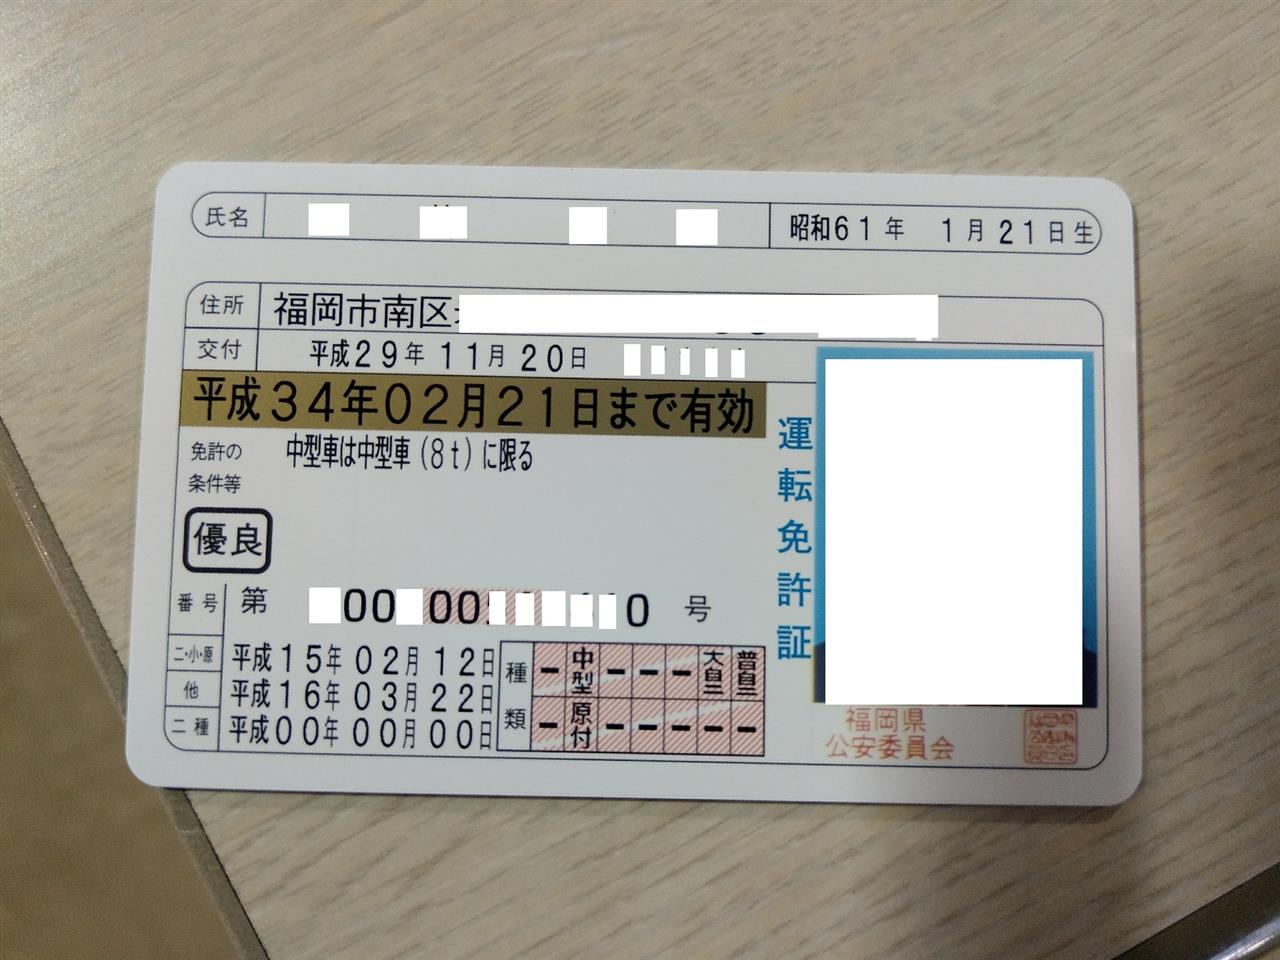 氏名 昭和61年 1月21日生
住所 福岡市南区
交付 平成29年11月20日
平成34年02月21日まで有効
免許の条件等 中型車は中型車(8t)に限る
優良
番号 第 00 00 0号
二・小・原 平成15年02月12日
他 平成16年03月22日
二種 平成00年00月00日
種類
中型 大自二 普自二
原付
運転免許証
福岡県
公安委員会